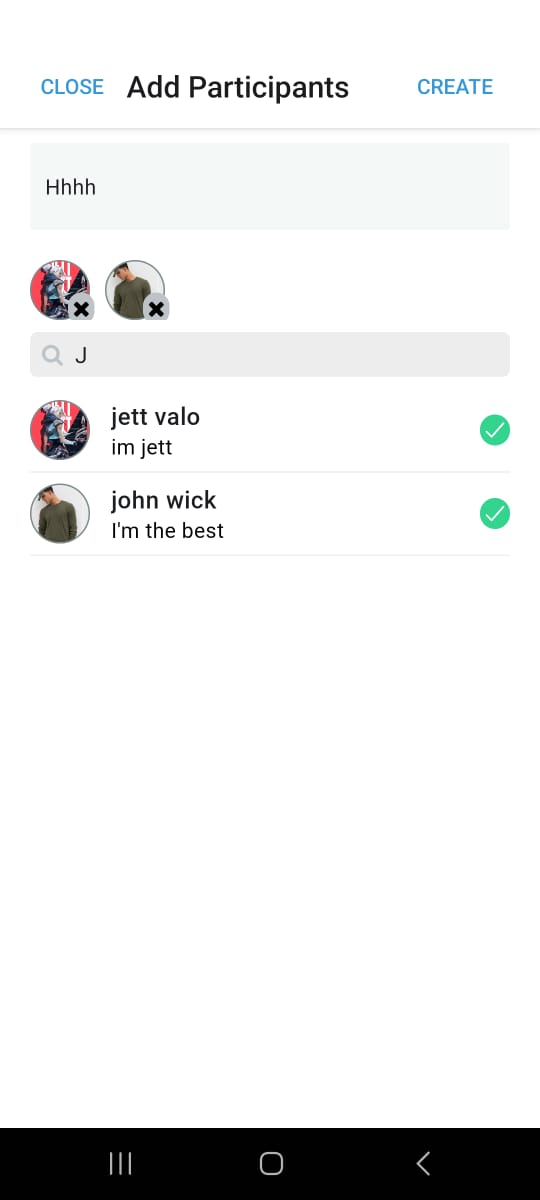 CLOSE Add Participants CREATE
Hhhh
J
jett valo
im jett
john wick
I'm the best